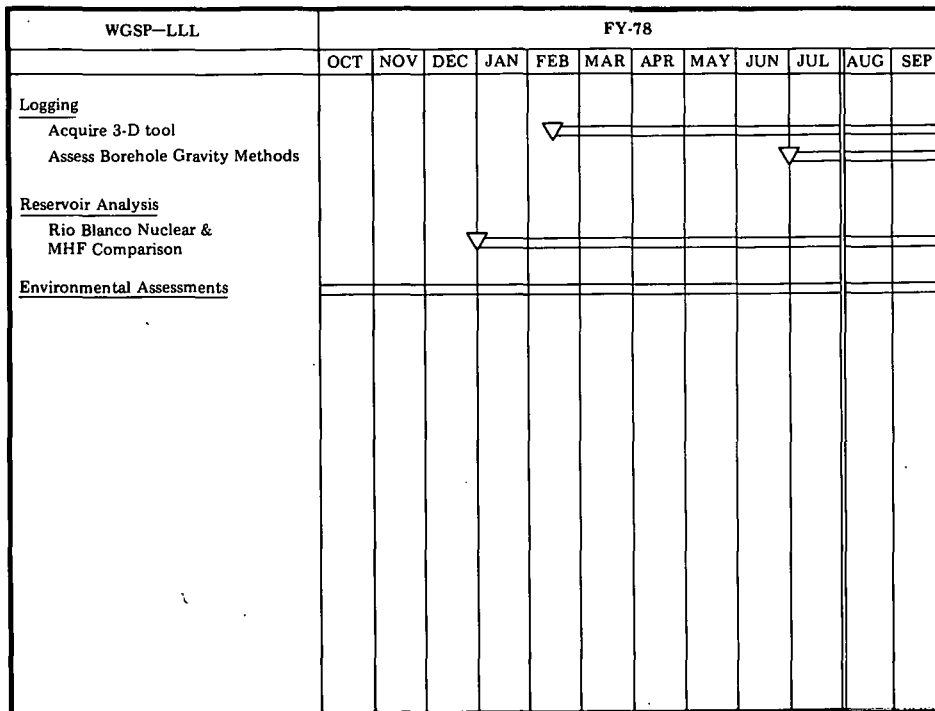 WGSP—LLL
FY-78
OCT NOV DEC JAN FEB MAR APR MAY JUN JUL AUG SEP
Logging
Acquire 3-D tool
Assess Borehole Gravity Methods
Reservoir Analysis
Rio Blanco Nuclear &
MHF Comparison
Environmental Assessments